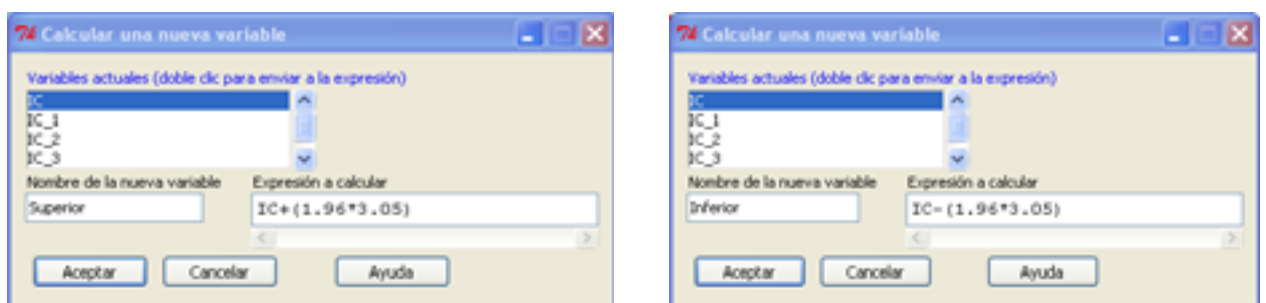 Calcular una nueva variable
Variables actuales (doble clic para enviar a la expresión)
IC
IC_1
IC_2
IC_3
Nombre de la nueva variable Expresión a calcular
Superior IC+(1.96*3.05)
Aceptar Cancelar Ayuda
Calcular una nueva variable
Variables actuales (doble clic para enviar a la expresión)
IC
IC_1
IC_2
IC_3
Nombre de la nueva variable Expresión a calcular
Inferior IC-(1.96*3.05)
Aceptar Cancelar Ayuda